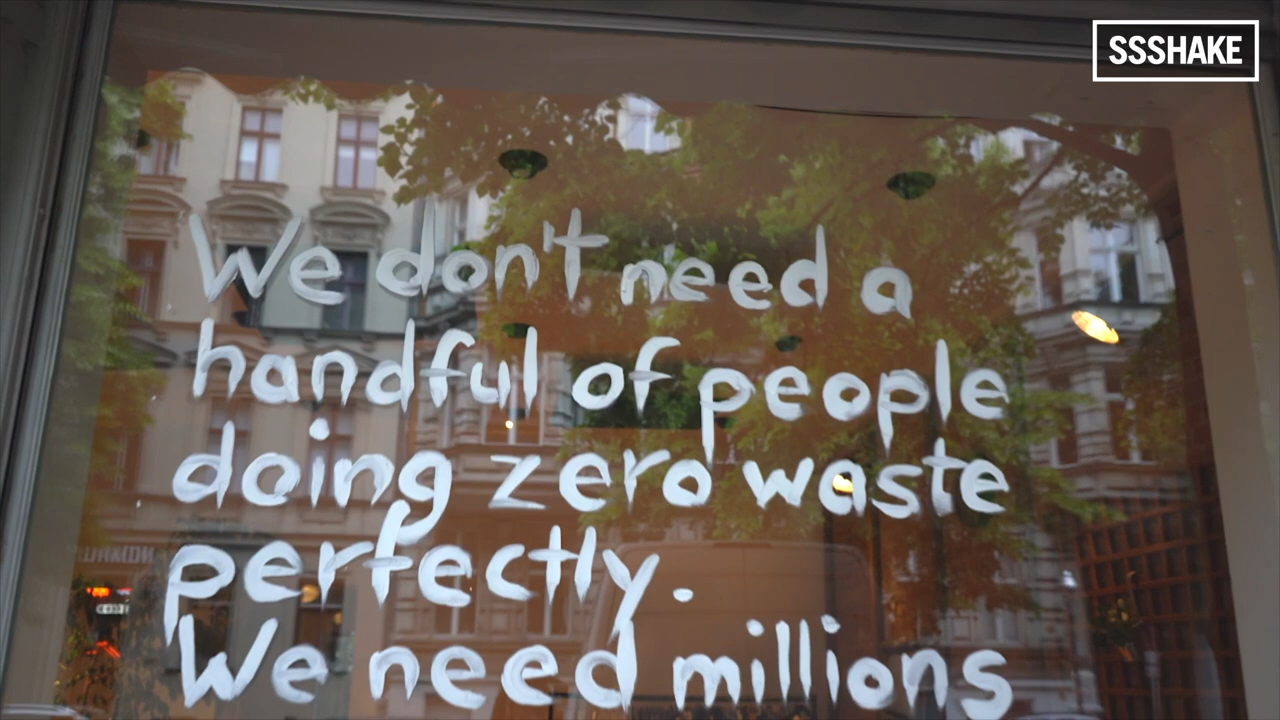 SSSHAKE
We don't need a
handful of people
doing zero waste
perfectly.
We need millions